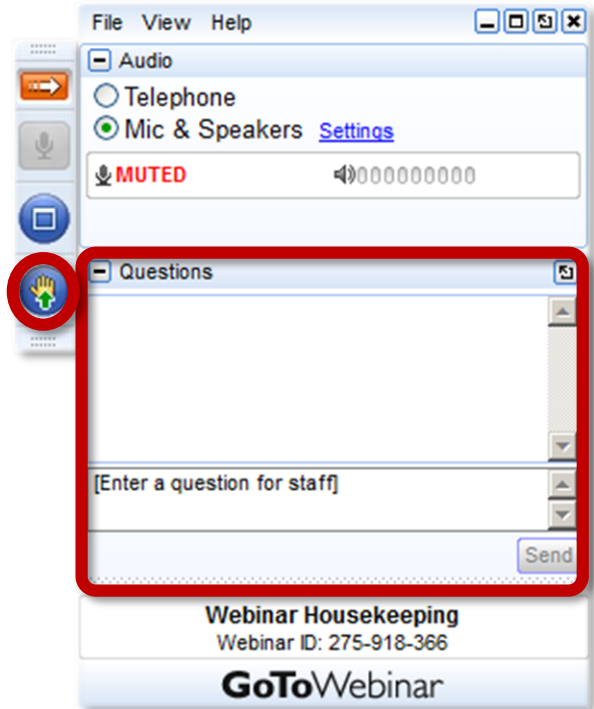 File View Help
Audio
Telephone
Mic & Speakers Settings
MUTED 000000000
Questions
[Enter a question for staff]
Send
Webinar Housekeeping
Webinar ID: 275-918-366
GoToWebinar